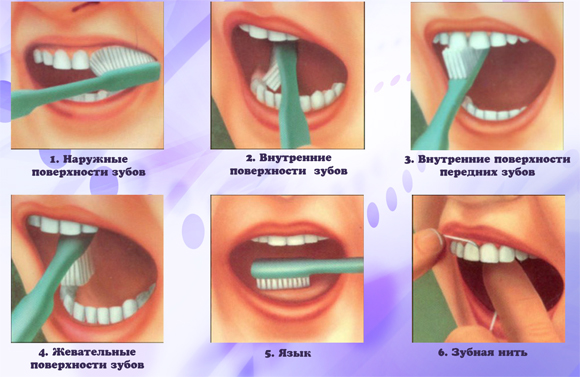 1. Наружные
поверхности зубов
2. Внутренние
поверхности зубов
3. Внутренние поверхности
передних зубов
4. Жевательные
поверхности зубов
5. Язык
6. Зубная нить